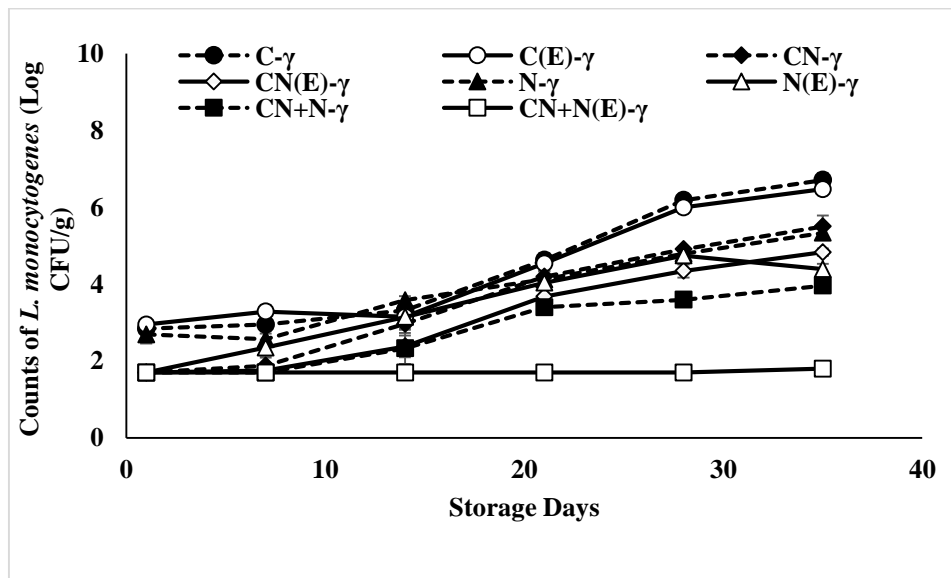 Counts of L. monocytogenes (Log
CFU/g)
10
8
6
4
2
0
C-γ
C(E)-γ
CN-γ
CN(E)-γ
N-γ
N(E)-γ
CN+N-γ
CN+N(E)-γ
0
10
20
30
40
Storage Days